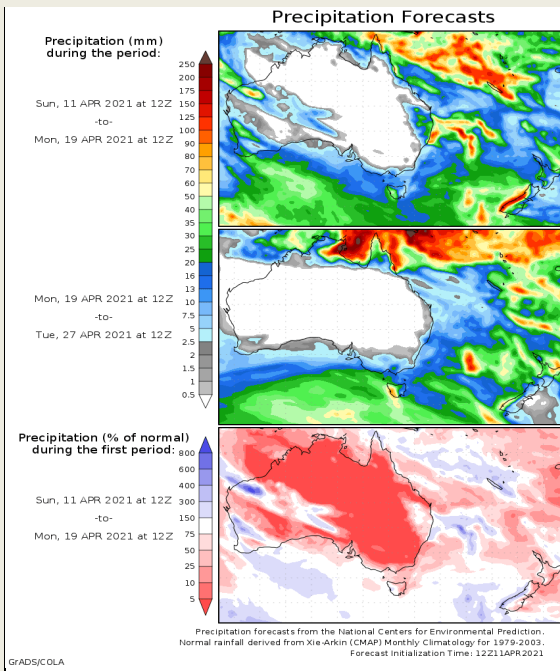 Precipitation Forecasts
Precipitation (mm)
during the period:
Sun, 11 APR 2021 at 12Z
-to-
Mon, 19 APR 2021 at 12Z
250
200
175
150
125
100
90
80
70
60
50
40
35
30
25
20
16
13
10
7.5
5
2.5
2
1.5
1
0.5
Mon, 19 APR 2021 at 12Z
-to-
Tue, 27 APR 2021 at 12Z
Precipitation (% of normal)
during the first period:
Sun, 11 APR 2021 at 12Z
-to-
Mon, 19 APR 2021 at 12Z
800
600
400
300
150
75
50
25
10
5
Precipitation forecasts from the National Centers for Environmental Prediction.
Normal rainfall derived from Xie-Arkin (CMAP) Monthly Climatology for 1979-2003.
Forecast Initialization Time: 12Z11APR2021
GrADS/COLA